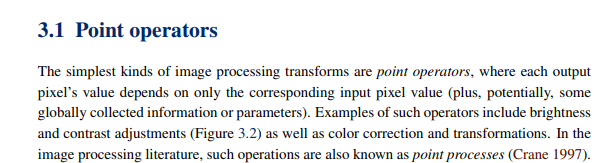 3.1 Point operators
The simplest kinds of image processing transforms are point operators, where each output
pixel’s value depends on only the corresponding input pixel value (plus, potentially, some
globally collected information or parameters). Examples of such operators include brightness
and contrast adjustments (Figure 3.2) as well as color correction and transformations. In the
image processing literature, such operations are also known as point processes (Crane 1997).